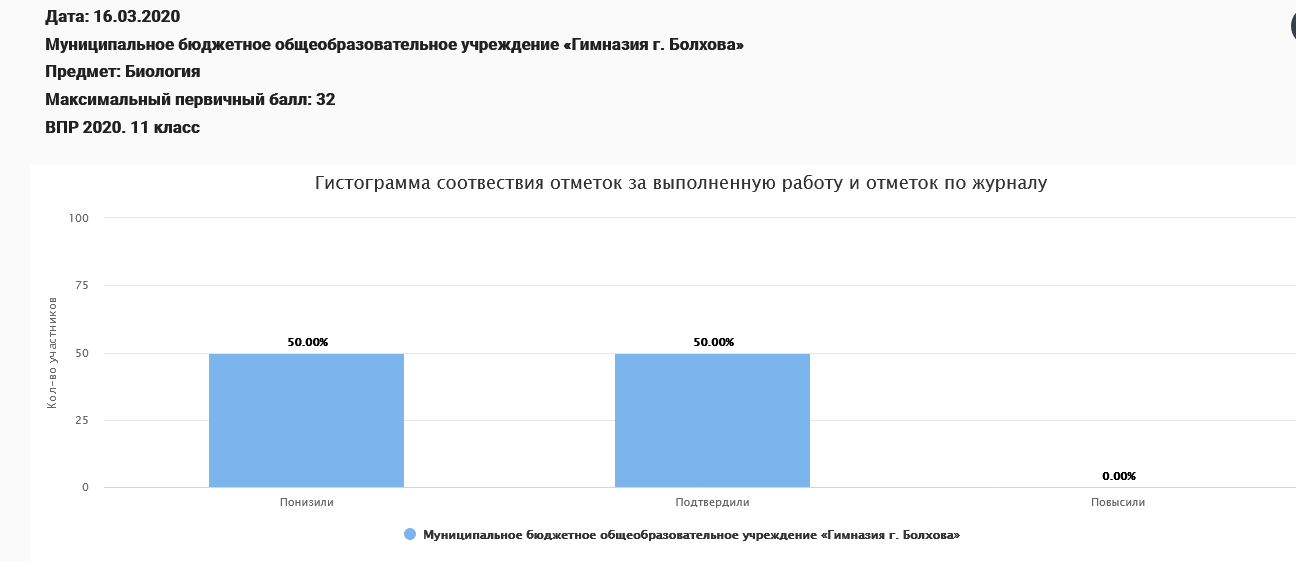 Дата: 16.03.2020
Муниципальное бюджетное общеобразовательное учреждение «Гимназия г. Болхова»
Предмет: Биология
Максимальный первичный балл: 32
ВПР 2020. 11 класс
Гистограмма соотвествия отметок за выполненную работу и отметок по журналу
Кол-во участников
100
75
50
25
0
50.00%
50.00%
0.00%
Понизили
Подтвердили
Повысили
Муниципальное бюджетное общеобразовательное учреждение «Гимназия г. Болхова»